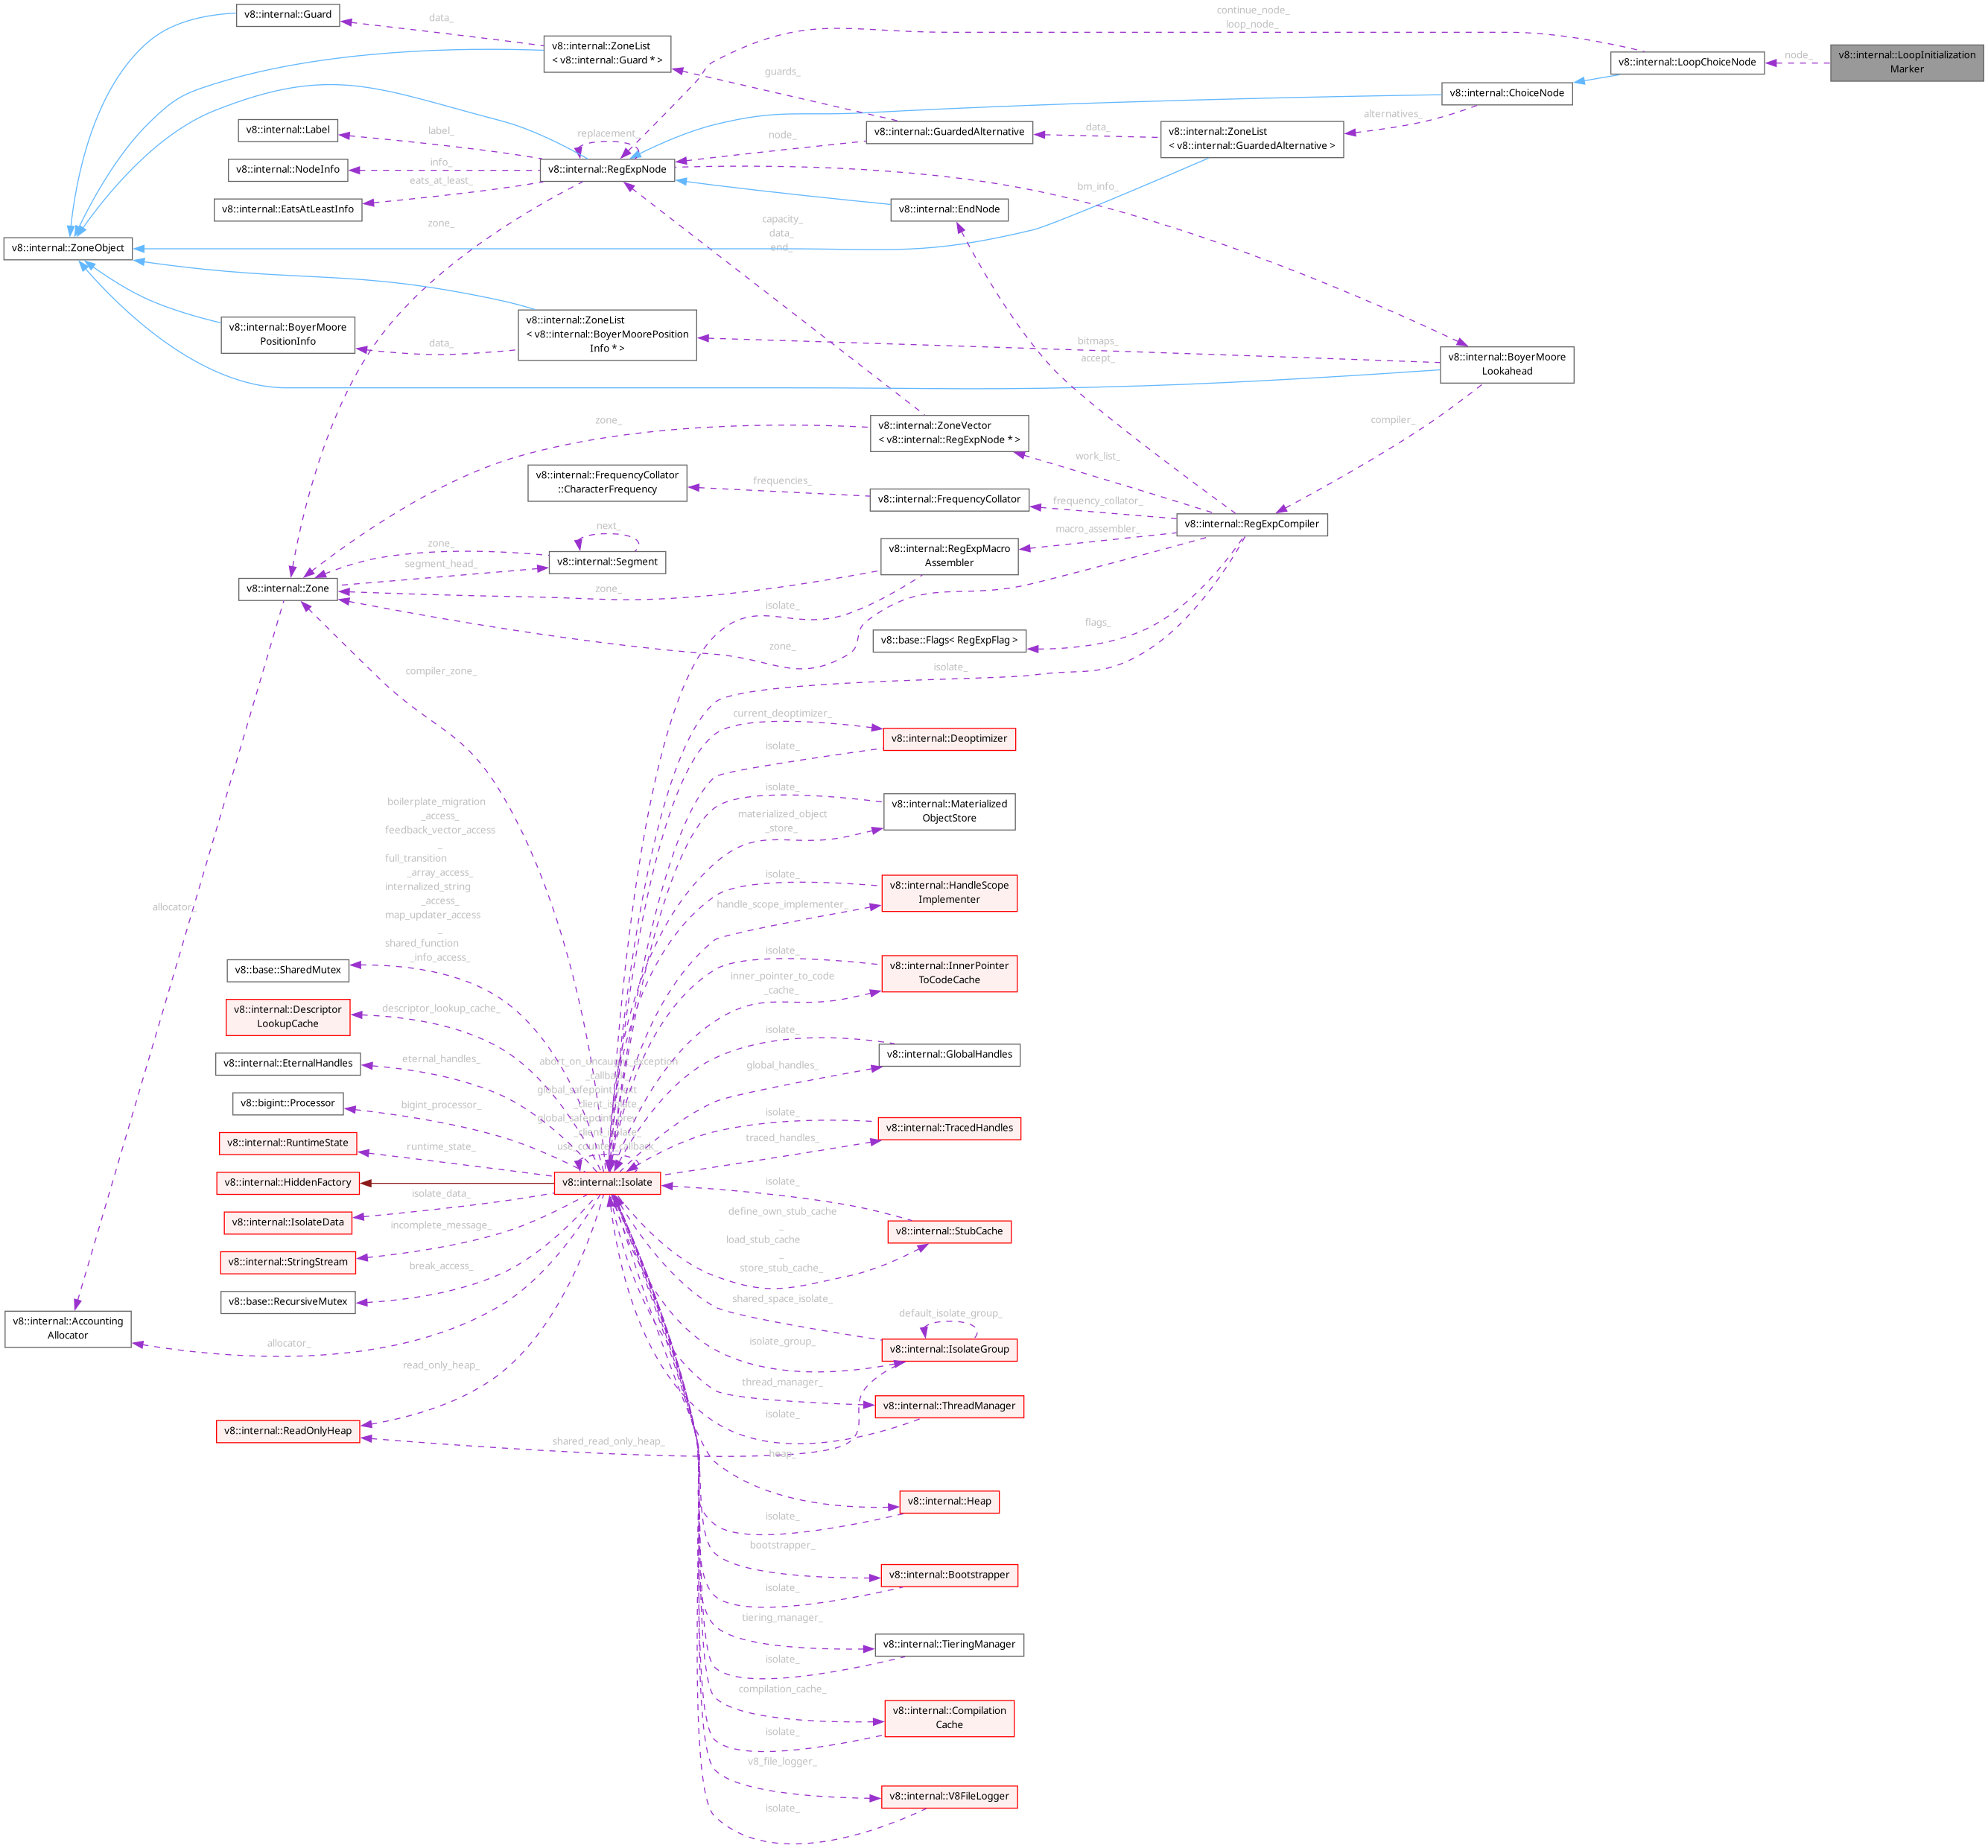 v8::internal::Guard
data_
v8::internal::ZoneList
< v8::internal::Guard * >
continue_node_
loop_node_
v8::internal::LoopChoiceNode
node_
v8::internal::LoopInitialization
Marker
guards_
v8::internal::ChoiceNode
alternatives_
v8::internal::Label
label_
replacement_
node_
v8::internal::GuardedAlternative
data_
v8::internal::ZoneList
< v8::internal::GuardedAlternative >
v8::internal::NodeInfo
info_
v8::internal::RegExpNode
eats_at_least_
bm_info_
v8::internal::EatsAtLeastInfo
v8::internal::EndNode
zone_
capacity_
data_
end_
v8::internal::ZoneObject
v8::internal::BoyerMoore
PositionInfo
data_
v8::internal::ZoneList
< v8::internal::BoyerMoorePosition
Info * >
bitmaps_
accept_
v8::internal::BoyerMoore
Lookahead
zone_
v8::internal::ZoneVector
< v8::internal::RegExpNode * >
compiler_
work_list_
v8::internal::FrequencyCollator
::CharacterFrequency
frequencies_
v8::internal::FrequencyCollator
frequency_collator_
v8::internal::RegExpCompiler
next_
macro_assembler_
zone_
segment_head_
v8::internal::Segment
v8::internal::RegExpMacro
Assembler
v8::internal::Zone
zone_
isolate_
flags_
v8::base::Flags< RegExpFlag >
zone_
compiler_zone_
isolate_
current_deoptimizer_
v8::internal::Deoptimizer
isolate_
isolate_
v8::internal::Materialized
ObjectStore
materialized_object
_store_
boilerplate_migration
_access_
feedback_vector_access
_
full_transition
_array_access_
internalized_string
_access_
map_updater_access
_
shared_function
_info_access_
isolate_
v8::internal::HandleScope
Implementer
handle_scope_implementer_
allocator_
isolate_
v8::internal::InnerPointer
ToCodeCache
inner_pointer_to_code
_cache_
v8::base::SharedMutex
v8::internal::Descriptor
LookupCache
descriptor_lookup_cache_
isolate_
v8::internal::GlobalHandles
global_handles_
v8::internal::EternalHandles
eternal_handles_
abort_on_uncaught_exception
_callback_
global_safepoint_next
_client_isolate_
global_safepoint_prev
_client_isolate_
use_counter_callback_
v8::bigint::Processor
bigint_processor_
isolate_
v8::internal::TracedHandles
traced_handles_
v8::internal::RuntimeState
runtime_state_
v8::internal::HiddenFactory
v8::internal::Isolate
isolate_
v8::internal::IsolateData
isolate_data_
define_own_stub_cache
_
load_stub_cache
_
store_stub_cache_
v8::internal::StubCache
incomplete_message_
v8::internal::StringStream
v8::base::RecursiveMutex
break_access_
shared_space_isolate_
default_isolate_group_
v8::internal::Accounting
Allocator
allocator_
isolate_group_
v8::internal::IsolateGroup
read_only_heap_
thread_manager_
v8::internal::ThreadManager
isolate_
v8::internal::ReadOnlyHeap
shared_read_only_heap_
heap_
v8::internal::Heap
isolate_
bootstrapper_
v8::internal::Bootstrapper
isolate_
tiering_manager_
v8::internal::TieringManager
isolate_
compilation_cache_
v8::internal::Compilation
Cache
isolate_
v8_file_logger_
v8::internal::V8FileLogger
isolate_